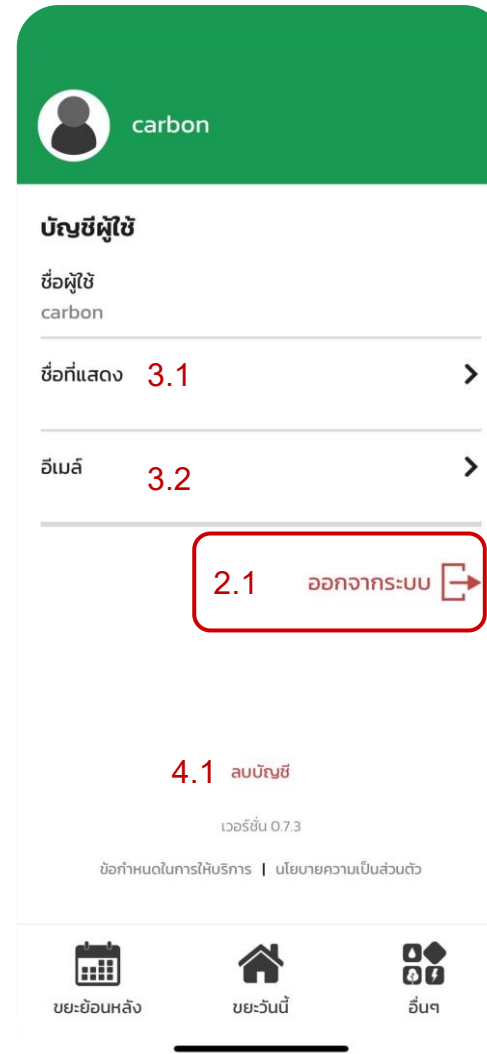 carbon
บัญชีผู้ใช้
ชื่อผู้ใช้
carbon
ชื่อที่แสดง 3.1
อีเมล์ 3.2
2.1 ออกจากระบบ
4.1 ลบบัญชี
เวอร์ชั่น 0.7.3
ข้อกำหนดในการให้บริการ | นโยบายความเป็นส่วนตัว
ขยะย้อนหลัง ขยะวันนี้ อื่นๆ